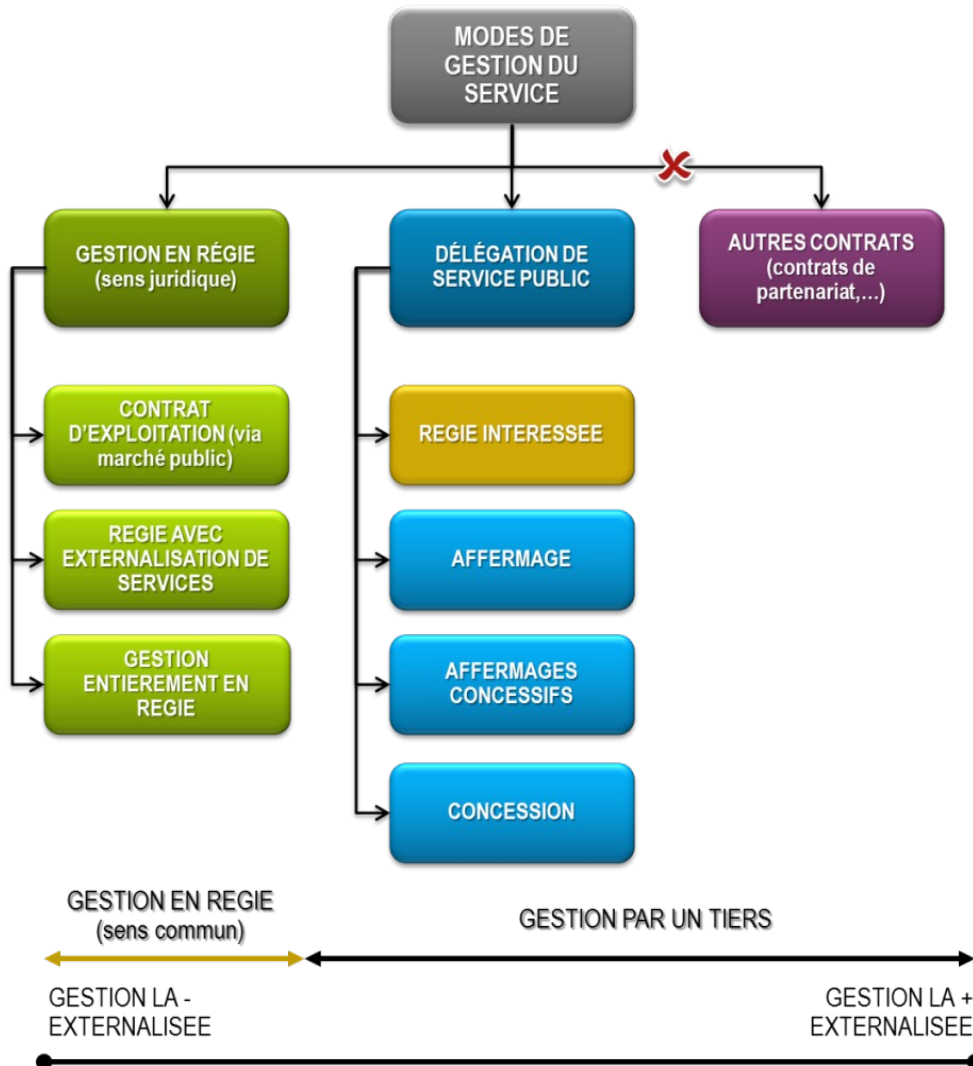 MODES DE
GESTION DU
SERVICE
GESTION EN RÉGIE
(sens juridique)
DÉLÉGATION DE
SERVICE PUBLIC
AUTRES CONTRATS
(contrats de
partenariat,…)
CONTRAT
D’EXPLOITATION (via
marché public)
REGIE AVEC
EXTERNALISATION DE
SERVICES
GESTION
ENTIEREMENT EN
REGIE
REGIE INTERESSEE
AFFERMAGE
AFFERMAGES
CONCESSIFS
CONCESSION
GESTION EN REGIE
(sens commun)
GESTION PAR UN TIERS
GESTION LA -
EXTERNALISEE
GESTION LA +
EXTERNALISEE